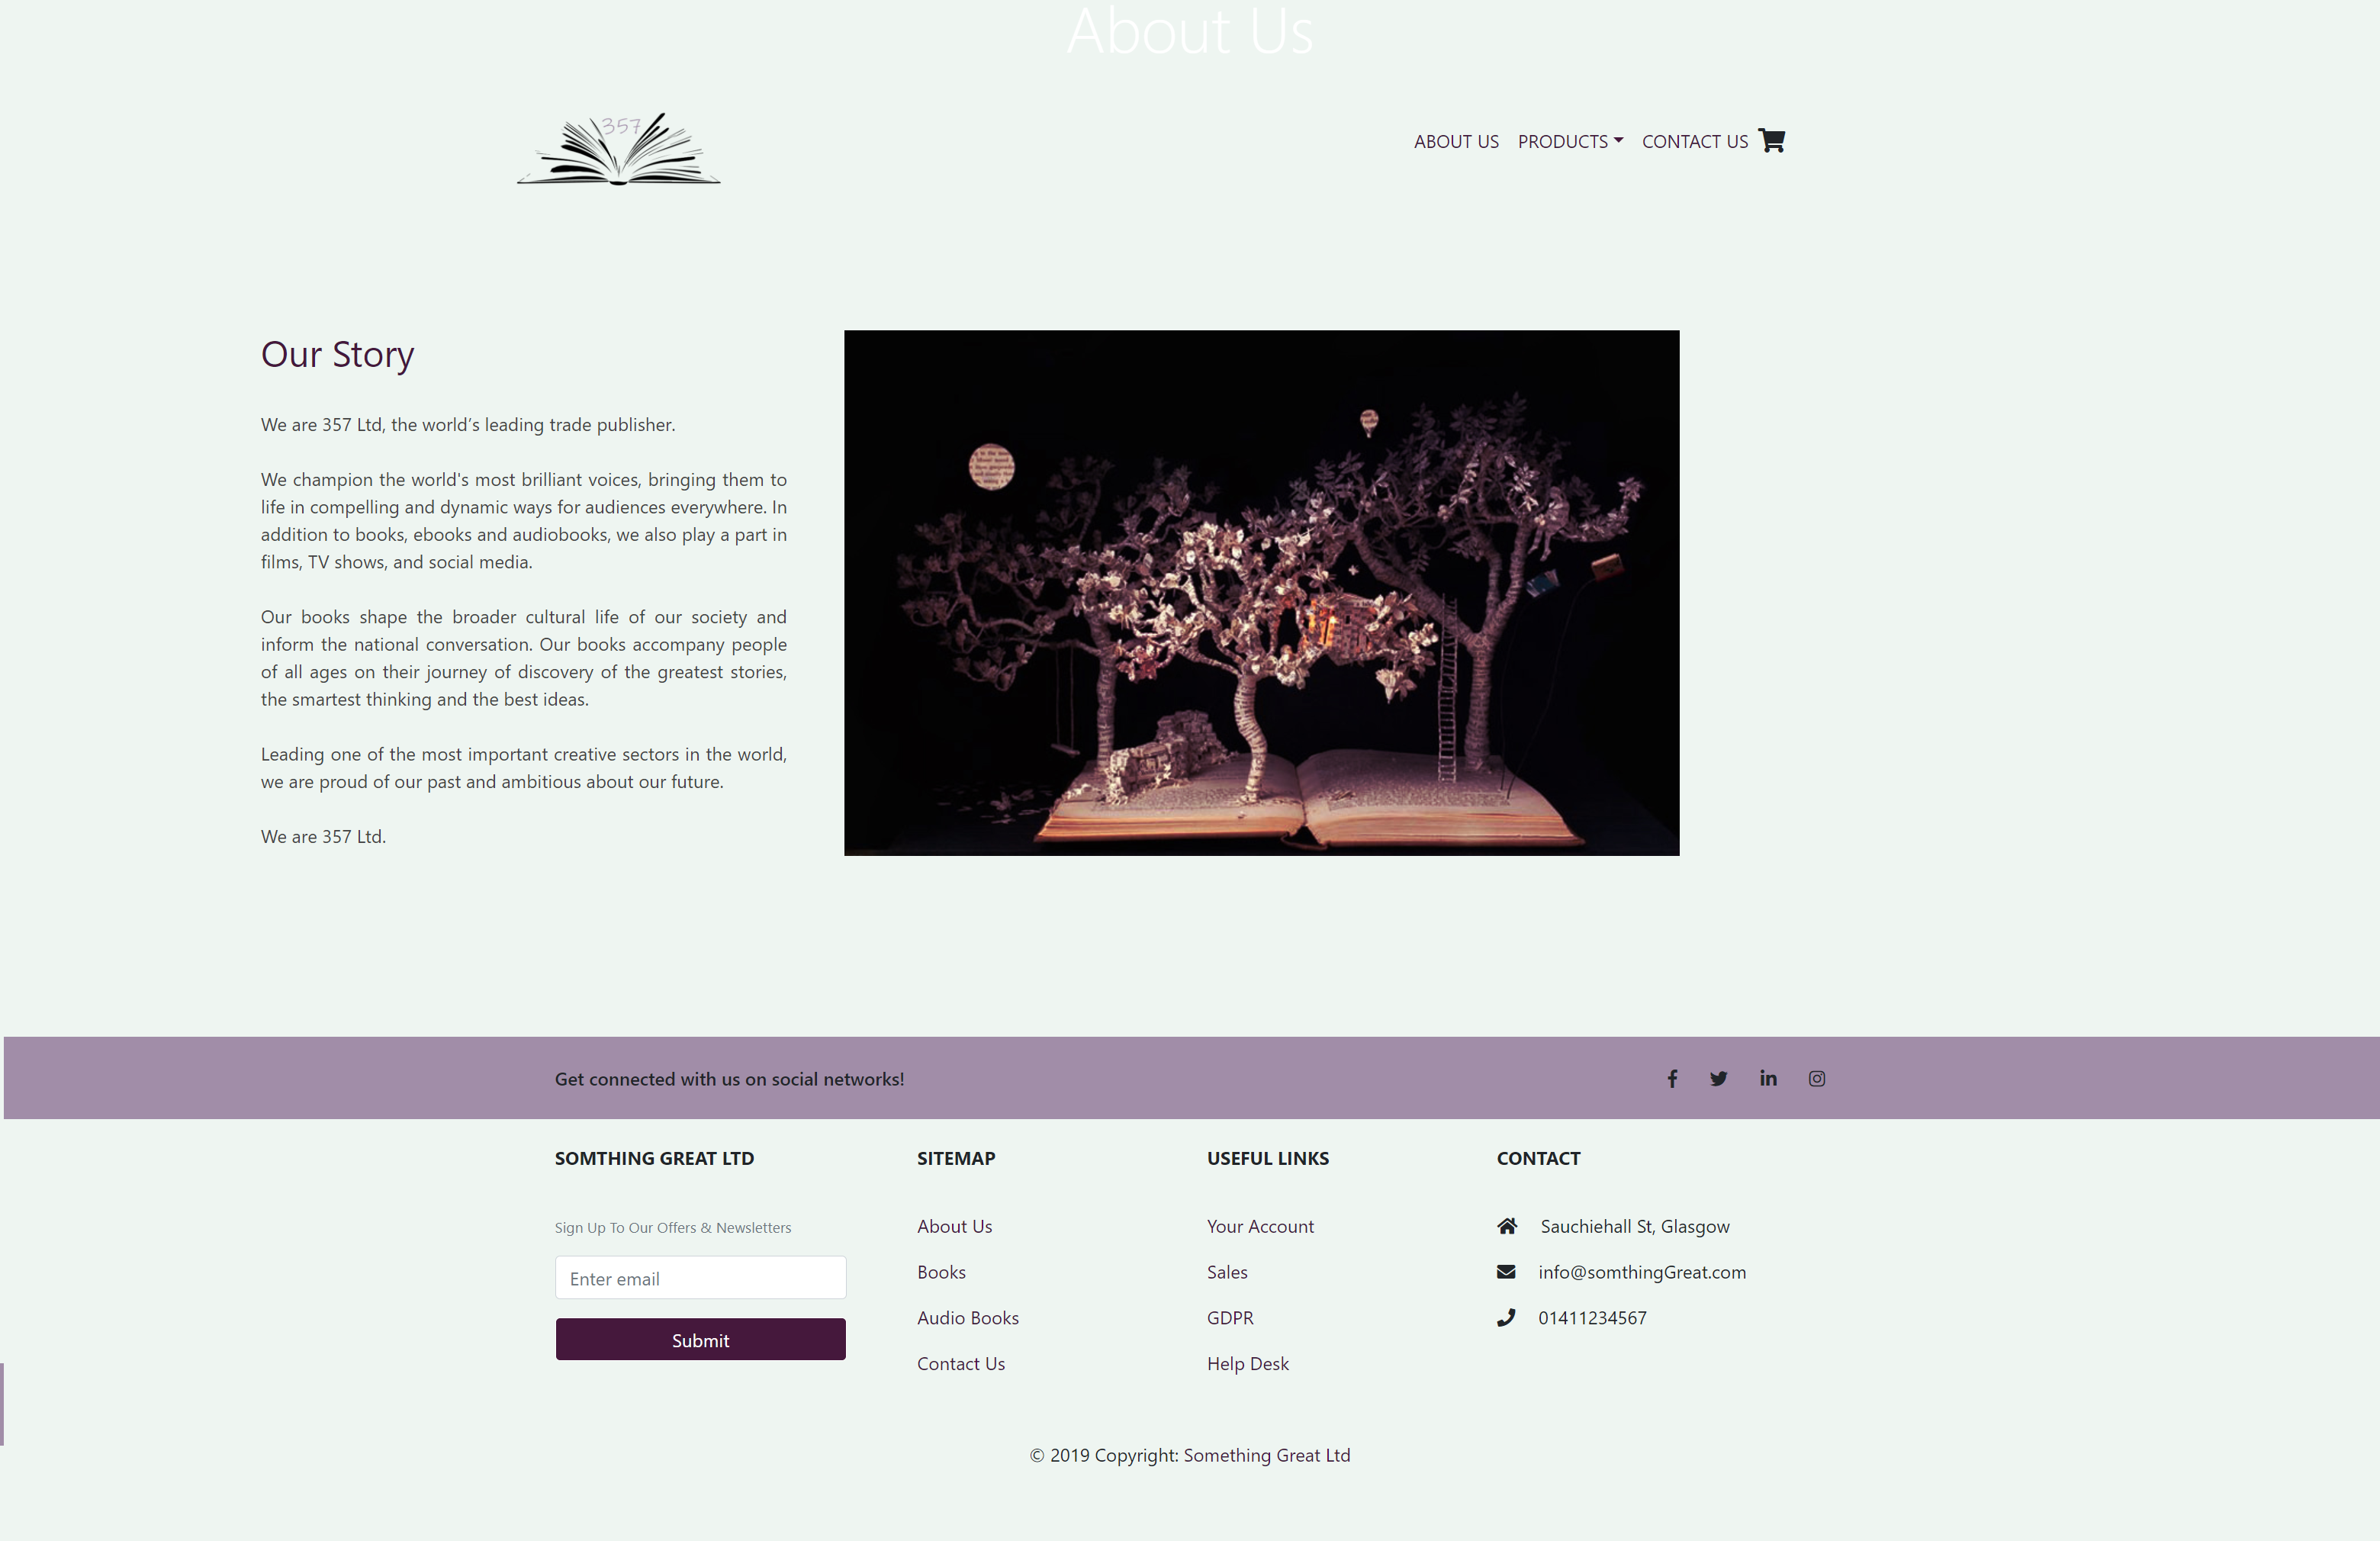 About Us
357
ABOUT US PRODUCTS CONTACT US
Our Story
We are 357 Ltd, the world’s leading trade publisher.
We champion the world's most brilliant voices, bringing them to
life in compelling and dynamic ways for audiences everywhere. In
addition to books, ebooks and audiobooks, we also play a part in
films, TV shows, and social media.
Our books shape the broader cultural life of our society and
inform the national conversation. Our books accompany people
of all ages on their journey of discovery of the greatest stories,
the smartest thinking and the best ideas.
Leading one of the most important creative sectors in the world,
we are proud of our past and ambitious about our future.
We are 357 Ltd.
Get connected with us on social networks!
SOMTHING GREAT LTD
Sign Up To Our Offers & Newsletters
Enter email
Submit
SITEMAP
About Us
Books
Audio Books
Contact Us
USEFUL LINKS
Your Account
Sales
GDPR
Help Desk
CONTACT
Sauchiehall St, Glasgow
info@somthingGreat.com
01411234567
© 2019 Copyright: Something Great Ltd